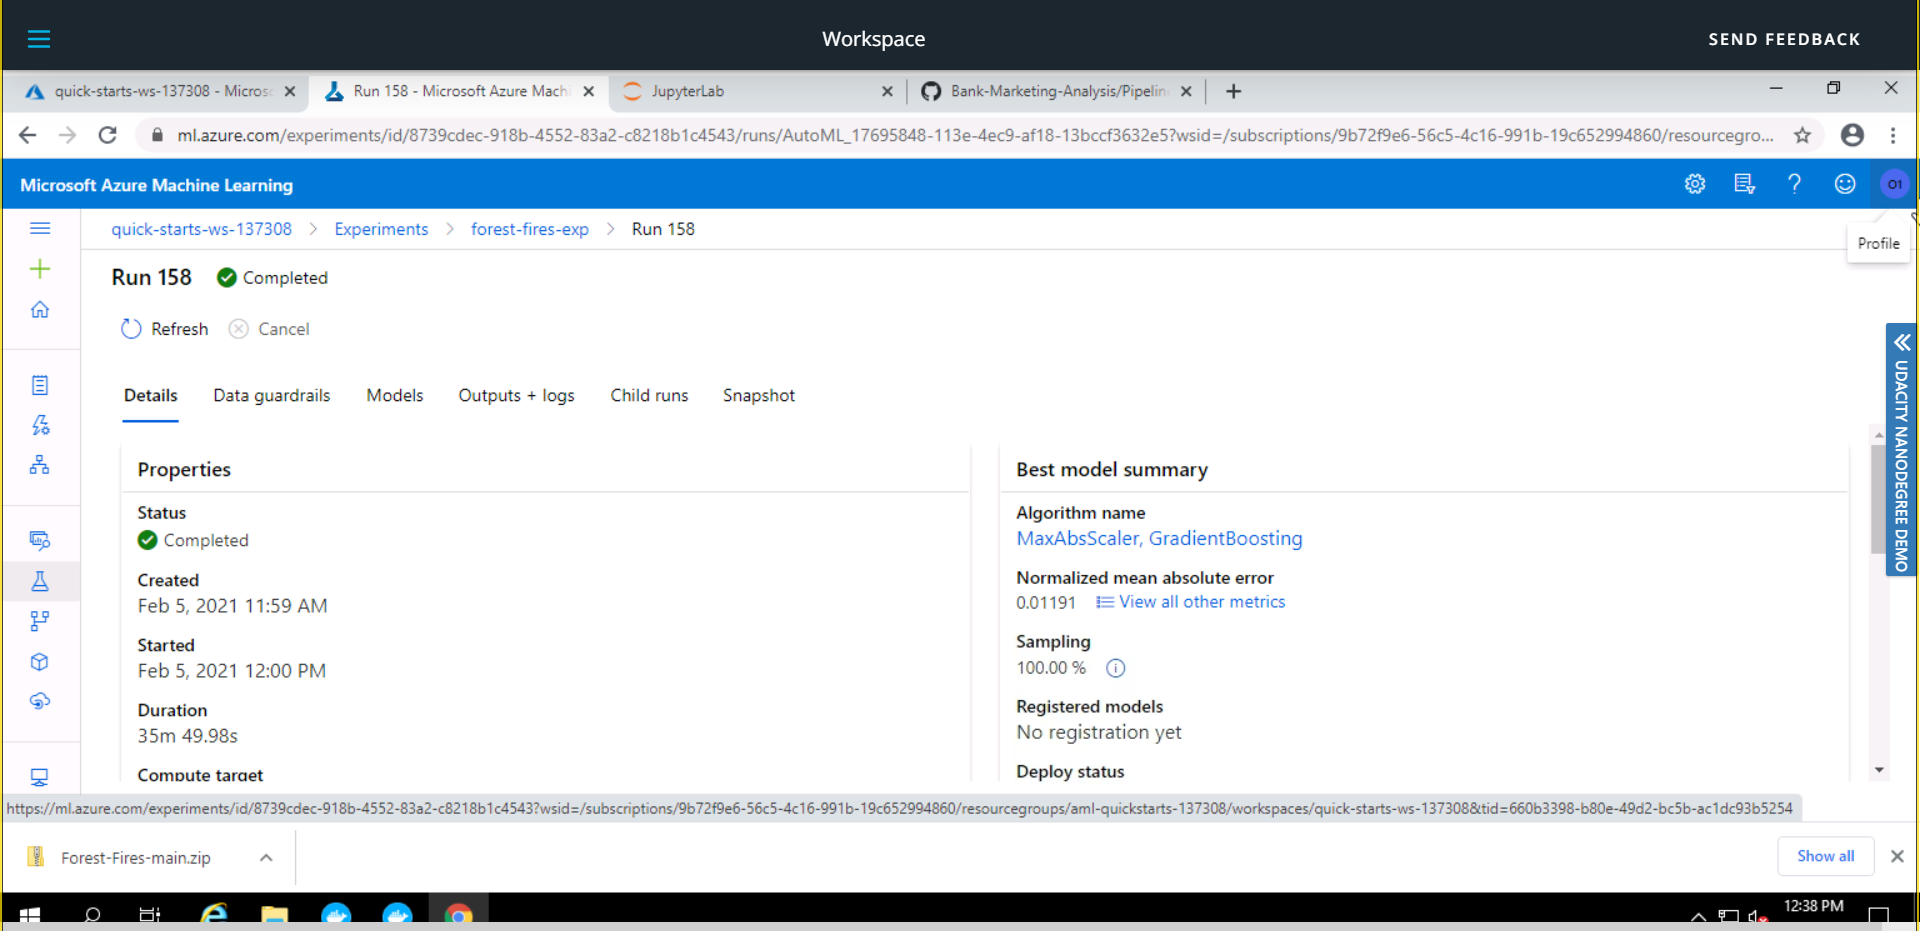 Workspace
SEND FEEDBACK
quick-starts-ws-137308 - Micros
Run 158 - Microsoft Azure Machi
JupyterLab
Bank-Marketing-Analysis/Pipelin
ml.azure.com/experiments/id/8739cdec-918b-4552-83a2-c8218b1c4543/runs/AutoML_17695848-113e-4ec9-af18-13bccf3632e5?wsid=/subscriptions/9b72f9e6-56c5-4c16-991b-19c652994860/resourcegro...
Microsoft Azure Machine Learning
O1
quick-starts-ws-137308 > Experiments > forest-fires-exp > Run 158
Profile
Run 158
Completed
Refresh
Cancel
Details
Data guardrails
Models
Outputs + logs
Child runs
Snapshot
UDACITY NANODEGREE DEMO
Properties
Status
Completed
Created
Feb 5, 2021 11:59 AM
Started
Feb 5, 2021 12:00 PM
Duration
35m 49.98s
Compute target
Best model summary
Algorithm name
MaxAbsScaler, GradientBoosting
Normalized mean absolute error
0.01191
View all other metrics
Sampling
100.00 %
Registered models
No registration yet
Deploy status
https://ml.azure.com/experiments/id/8739cdec-918b-4552-83a2-c8218b1c4543?wsid=/subscriptions/9b72f9e6-56c5-4c16-991b-19c652994860/resourcegroups/aml-quickstarts-137308/workspaces/quick-starts-ws-137308&tid=660b3398-b80e-49d2-bc5b-ac1dc93b5254
Forest-Fires-main.zip
Show all
12:38 PM